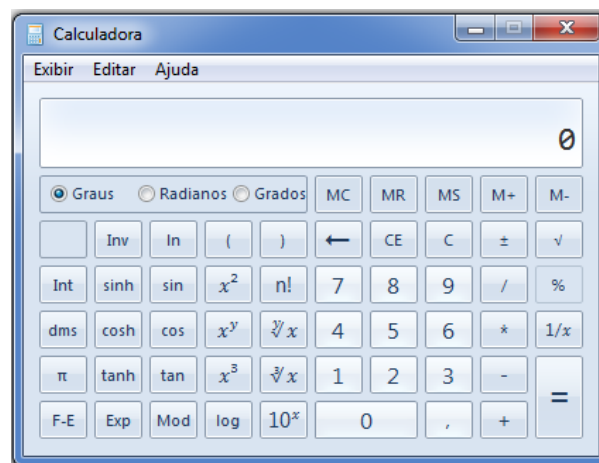 Calculadora
Exibir Editar Ajuda
0
Graus Radianos Grados MC MR MS M+ M-
Inv ln ( ) ← CE C ± √
Int sinh sin x² n! 7 8 9 / %
dms cosh cos xʸ ʸ√x 4 5 6 * 1/x
π tanh tan x³ ³√x 1 2 3 - =
F-E Exp Mod log 10ˣ 0 , +